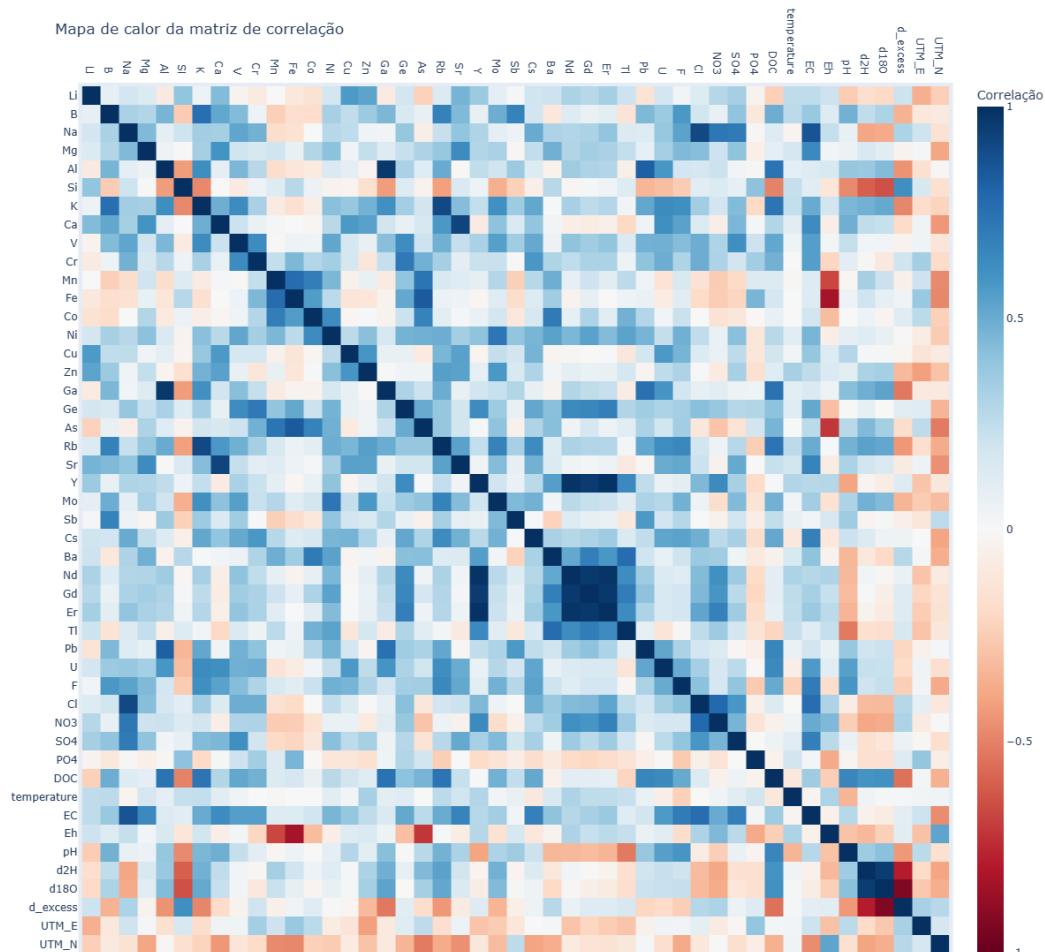 Mapa de calor da matriz de correlação
Li B Na Mg Al Si K Ca V Cr Mn Fe Co Ni Cu Zn Ga Ge As Rb Sr Y Mo Sb Cs Ba Nd Gd Er Tl Pb U F Cl NO3 SO4 PO4 DOC temperature EC Eh pH d2H d18O d_excess UTM_E UTM_N
Correlação
Li
1
B
Na
Mg
Al
Si
K
Ca
V
Cr
Mn
Fe
0.5
Co
Ni
Cu
Zn
Ga
Ge
As
Rb
Sr
Y
Mo
Sb
0
Cs
Ba
Nd
Gd
Er
Tl
Pb
U
F
Cl
NO3
SO4
−0.5
PO4
DOC
temperature
EC
Eh
pH
d2H
d18O
d_excess
UTM_E
UTM_N
−1